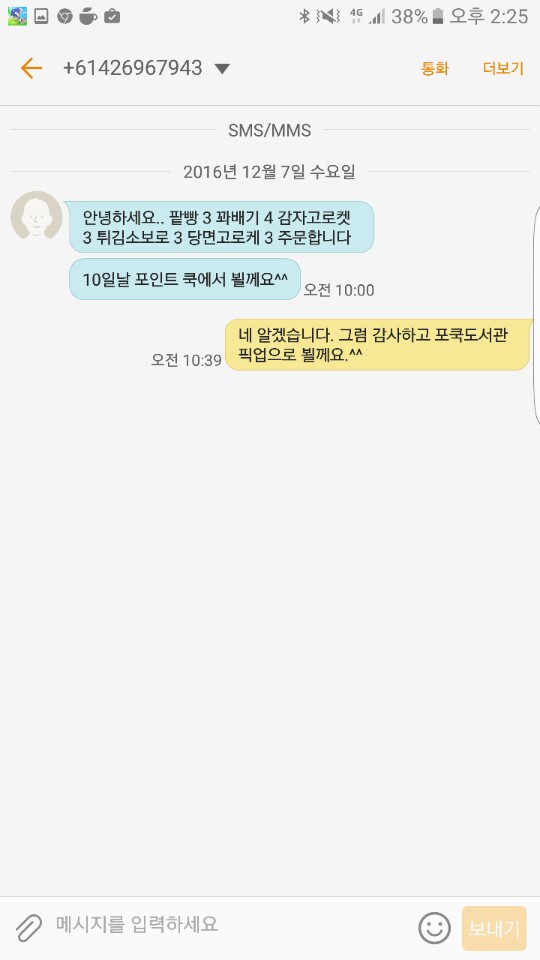 4G 38% 오후 2:25
+61426967943 통화 더보기
SMS/MMS
2016년 12월 7일 수요일
안녕하세요.. 팥빵 3 꽈배기 4 감자고로켓
3 튀김소보로 3 당면고로케 3 주문합니다
10일날 포인트 쿡에서 뵐께요^^
오전 10:00
네 알겠습니다. 그럼 감사하고 포쿡도서관
픽업으로 뵐께요.^^
오전 10:39
메시지를 입력하세요 보내기